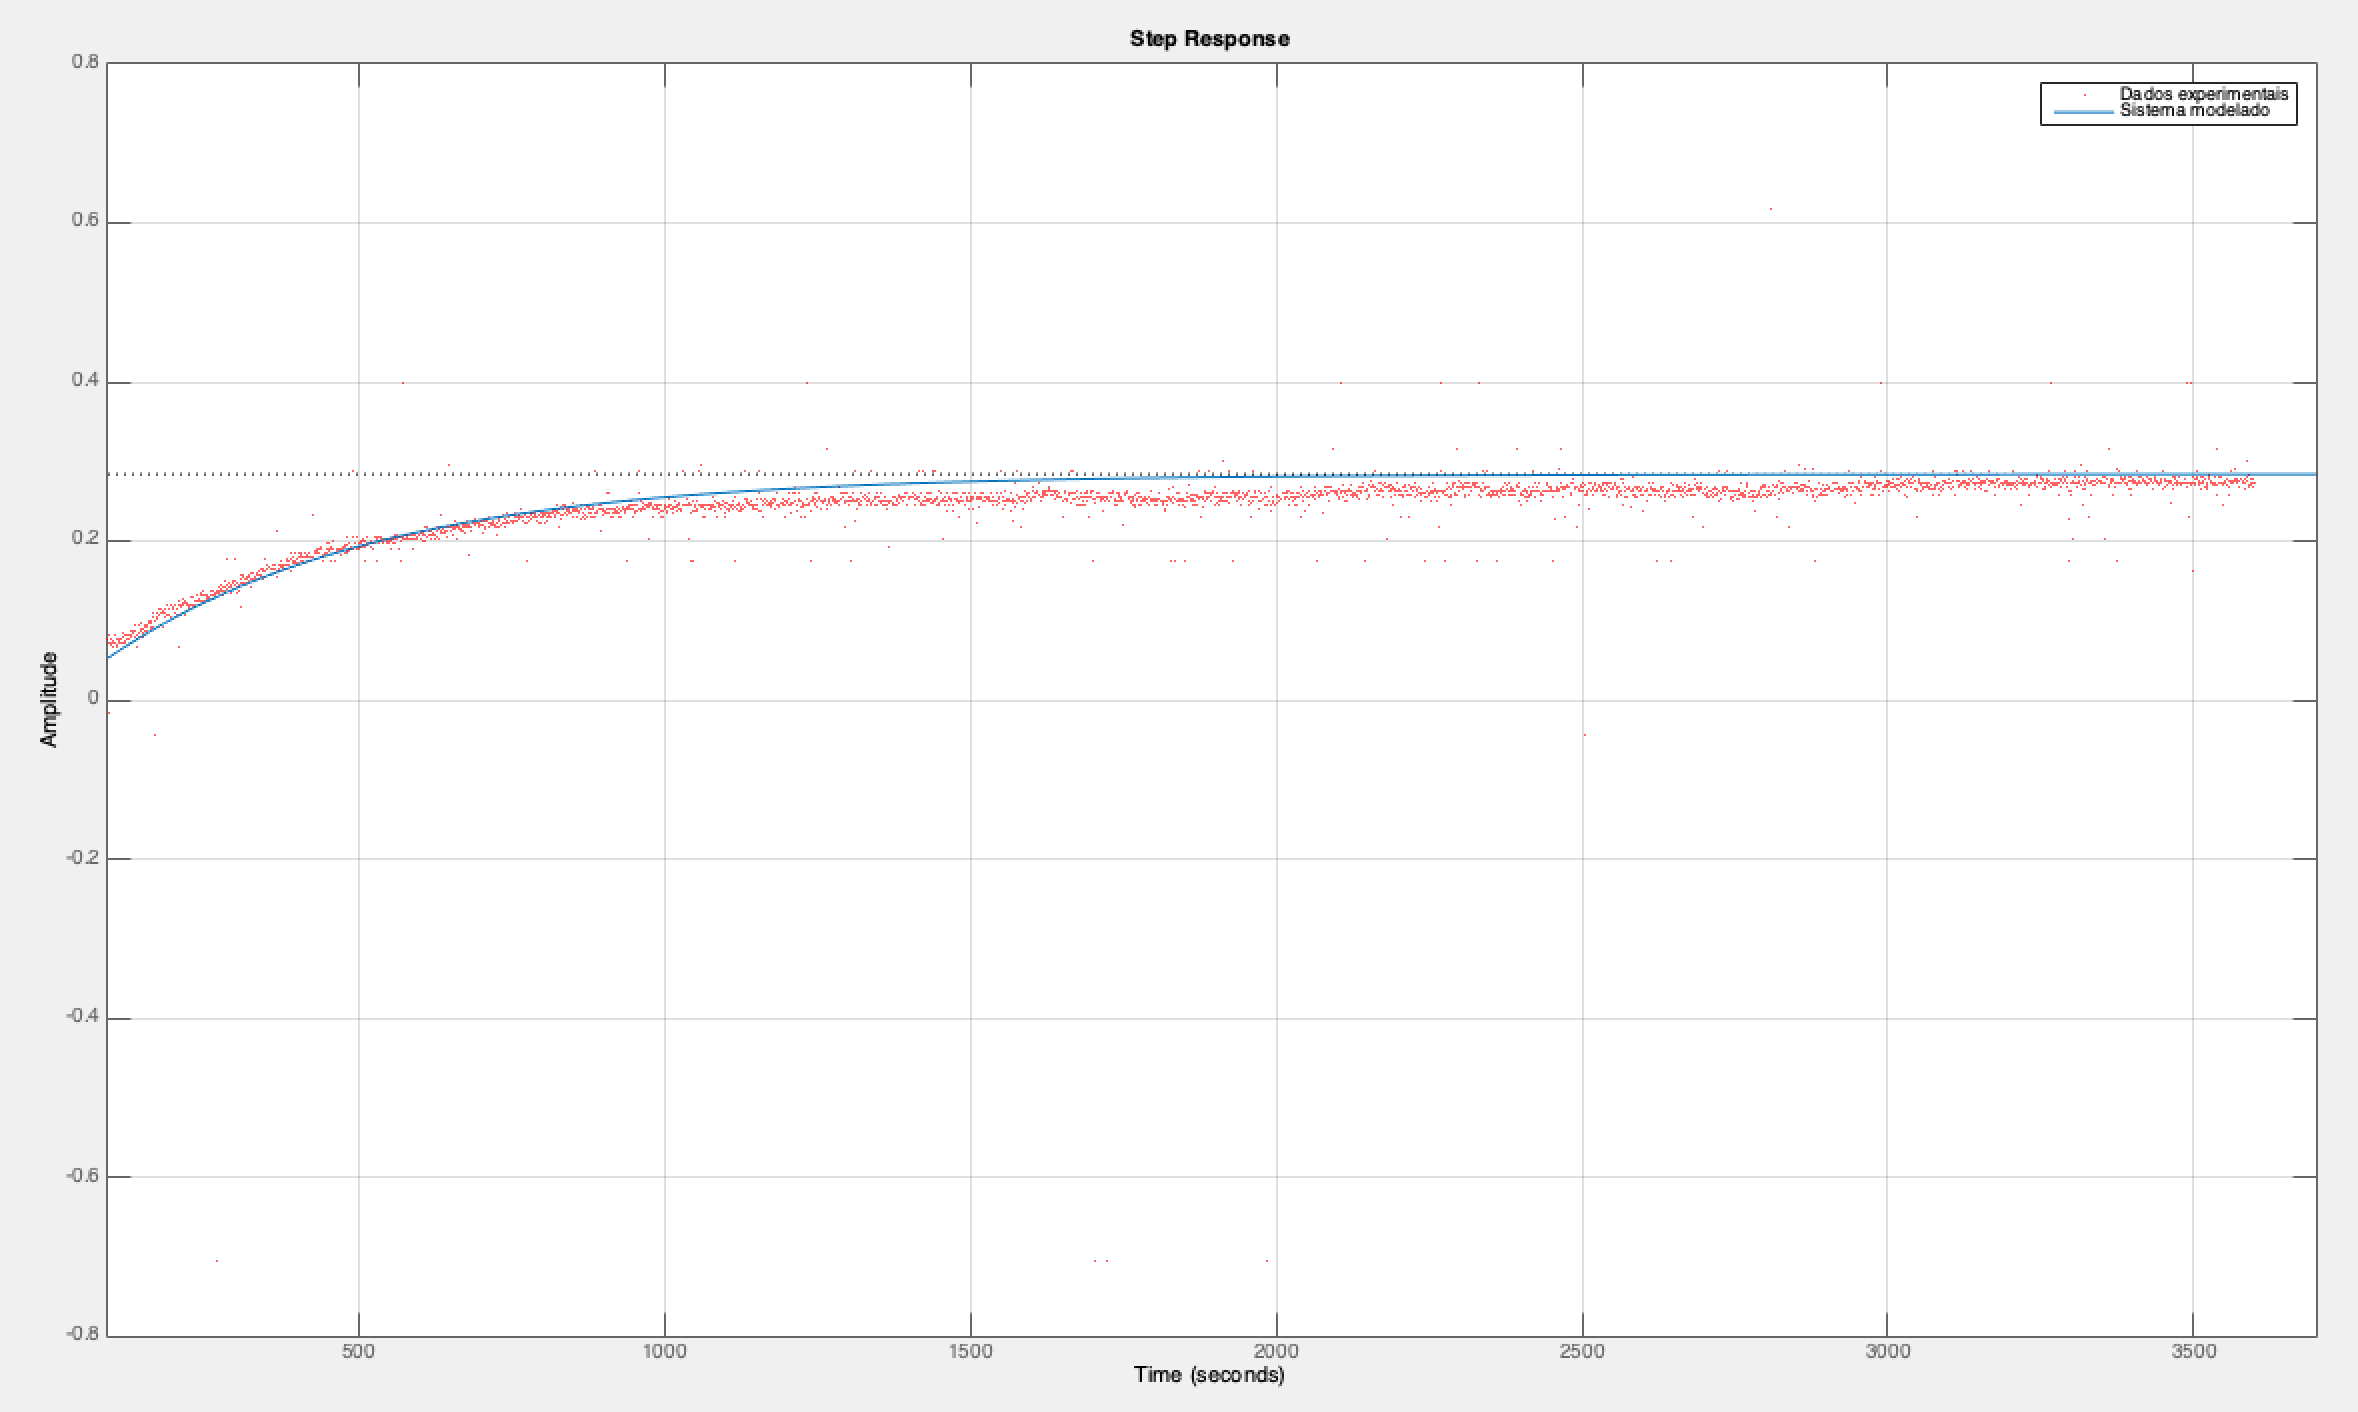 Step Response
Dados experimentais
Sistema modelado
0.8
0.6
0.4
0.2
0
-0.2
-0.4
-0.6
-0.8
Amplitude
500 1000 1500 2000 2500 3000 3500
Time (seconds)